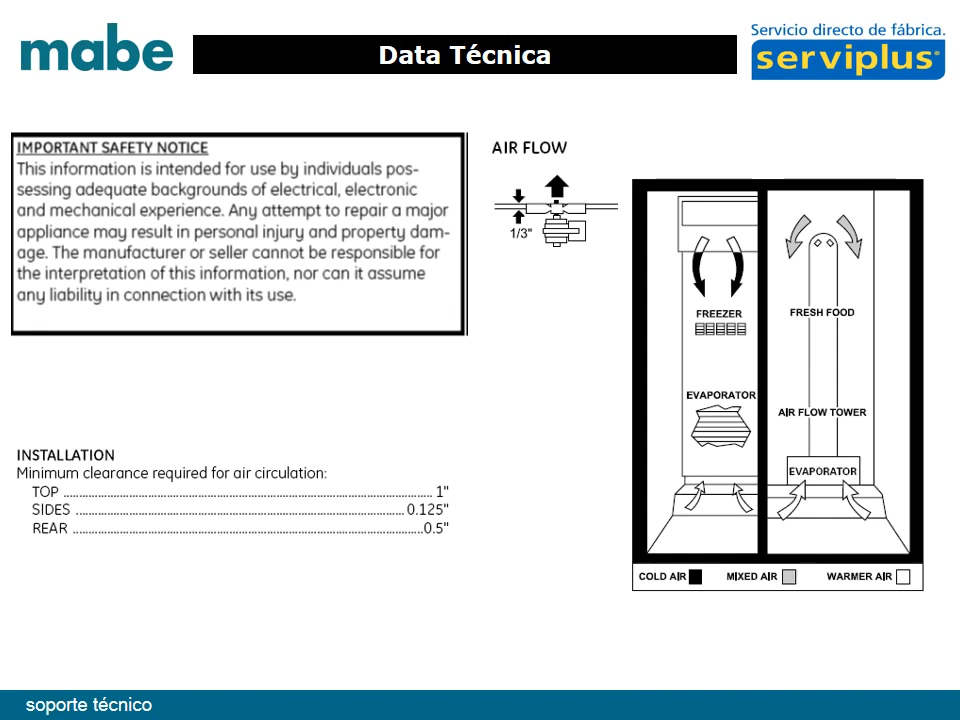 mabe
Data Técnica
Servicio directo de fábrica.
serviplus®
IMPORTANT SAFETY NOTICE
This information is intended for use by individuals pos-
sessing adequate backgrounds of electrical, electronic
and mechanical experience. Any attempt to repair a major
appliance may result in personal injury and property dam-
age. The manufacturer or seller cannot be responsible for
the interpretation of this information, nor can it assume
any liability in connection with its use.
AIR FLOW
1/3"
FREEZER
FRESH FOOD
EVAPORATOR
AIR FLOW TOWER
EVAPORATOR
COLD AIR
MIXED AIR
WARMER AIR
INSTALLATION
Minimum clearance required for air circulation:
TOP ........................................ 1"
SIDES ........................................ 0.125"
REAR ........................................0.5"
soporte técnico